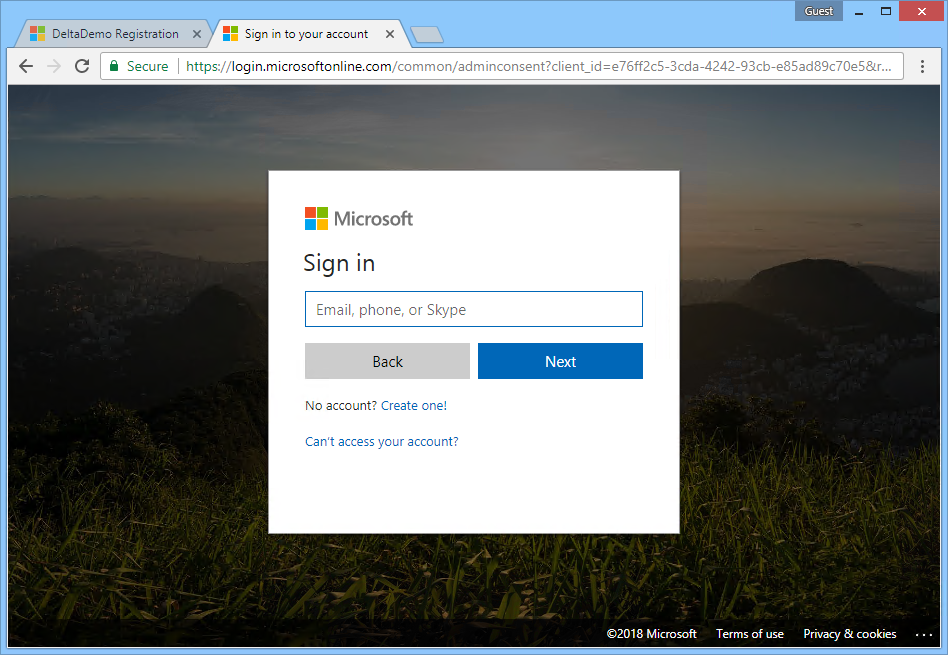 Guest
DeltaDemo Registration
Sign in to your account
Secure
https://login.microsoftonline.com/common/adminconsent?client_id=e76ff2c5-3cda-4242-93cb-e85ad89c70e5&r...
Microsoft
Sign in
Email, phone, or Skype
Back
Next
No account? Create one!
Can't access your account?
©2018 Microsoft
Terms of use
Privacy & cookies
...